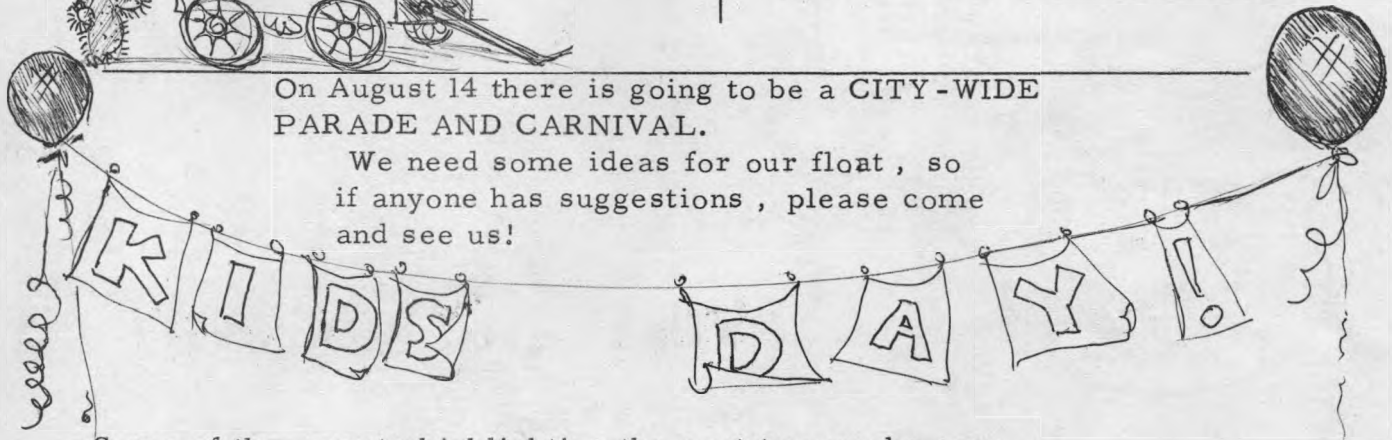 On August 14 there is going to be a CITY-WIDE
PARADE AND CARNIVAL.
We need some ideas for our float , so
if anyone has suggestions , please come
and see us!
KIDS DAY!